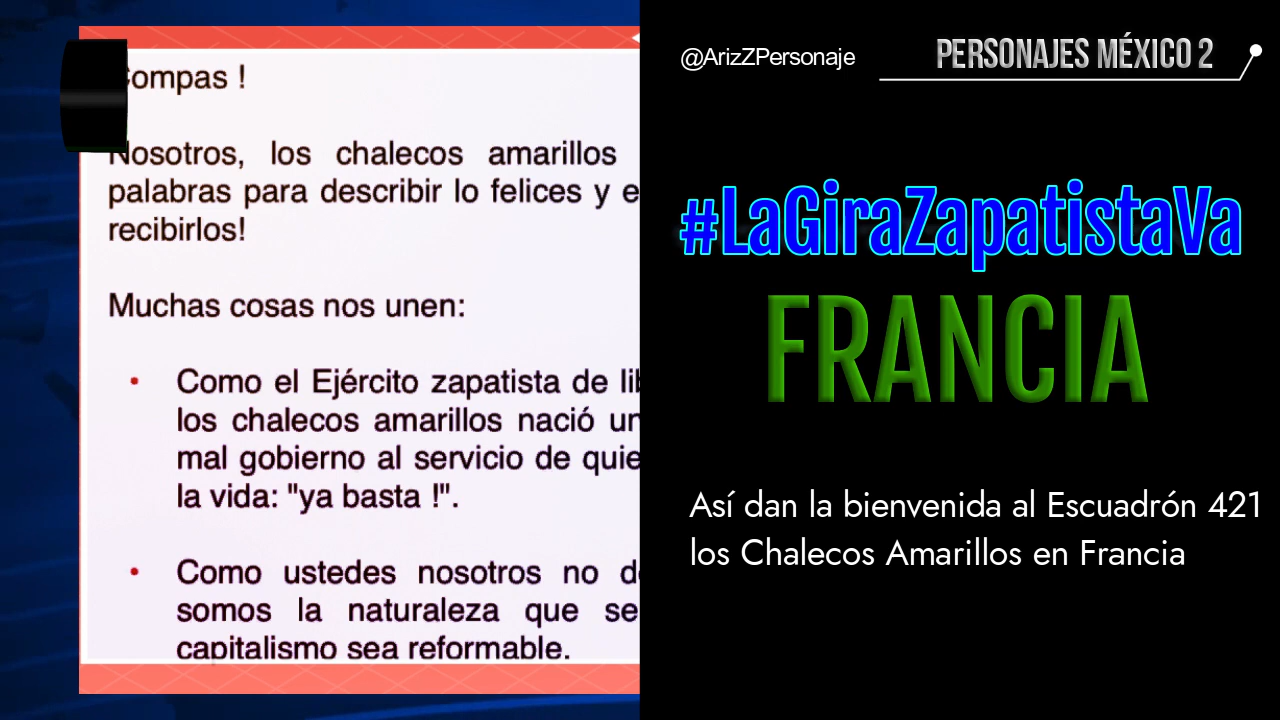 Compas !
Nosotros, los chalecos amarillos
palabras para describir lo felices y e
recibirlos!
Muchas cosas nos unen:
Como el Ejército zapatista de lib
los chalecos amarillos nació un
mal gobierno al servicio de quie
la vida: "ya basta !".
Como ustedes nosotros no de
somos la naturaleza que se
capitalismo sea reformable.
@ArizZPersonaje
PERSONAJES MÉXICO 2
#LaGiraZapatistaVa
FRANCIA
Así dan la bienvenida al Escuadrón 421
los Chalecos Amarillos en Francia